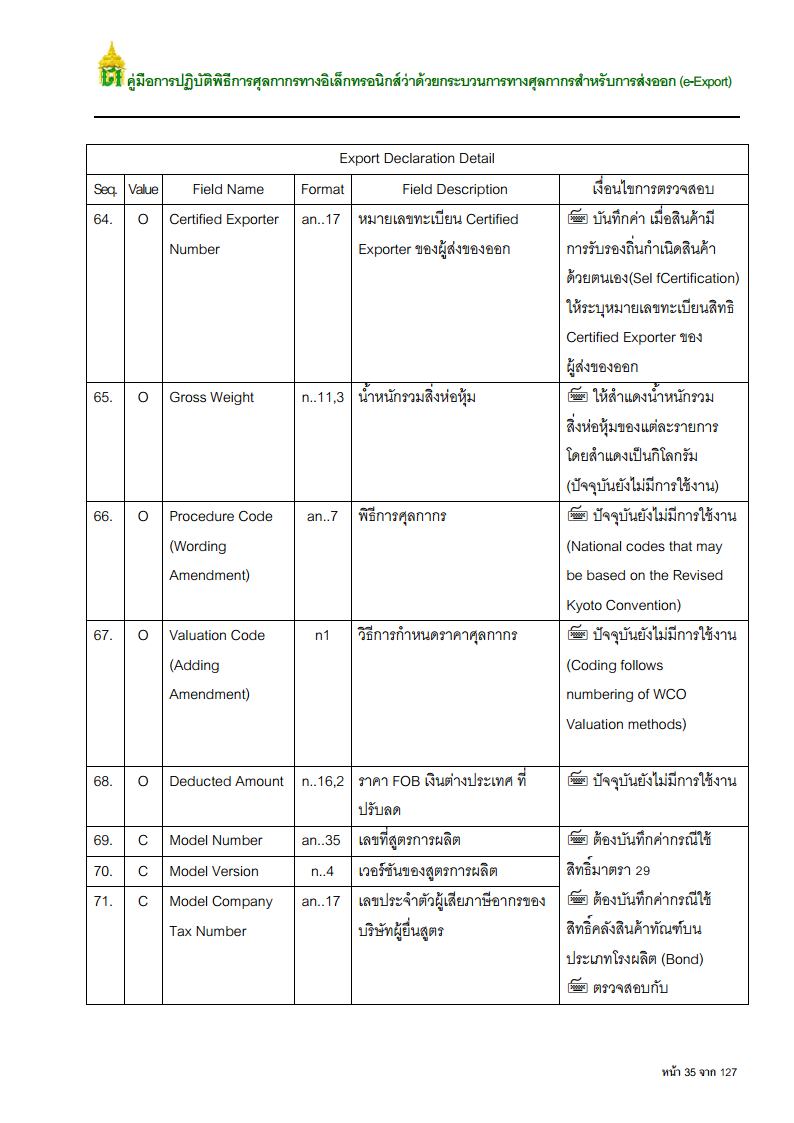 คู่มือการปฏิบัติพิธีการศุลกากรทางอิเล็กทรอนิกส์ว่าด้วยกระบวนการทางศุลกากรสำหรับการส่งออก (e-Export)
Export Declaration Detail
Seq. Value Field Name Format Field Description เงื่อนไขการตรวจสอบ
64. O Certified Exporter an..17 หมายเลขทะเบียน Certified บันทึกค่า เมื่อสินค้ามี
Number Exporter ของผู้ส่งของออก การรับรองถิ่นกำเนิดสินค้า
ด้วยตนเอง(Sel fCertification)
ให้ระบุหมายเลขทะเบียนสิทธิ
Certified Exporter ของ
ผู้ส่งของออก
65. O Gross Weight n..11,3 น้ำหนักรวมสิ่งห่อหุ้ม ให้สำแดงน้ำหนักรวม
สิ่งห่อหุ้มของแต่ละรายการ
โดยสำแดงเป็นกิโลกรัม
(ปัจจุบันยังไม่มีการใช้งาน)
66. O Procedure Code an..7 พิธีการศุลกากร ปัจจุบันยังไม่มีการใช้งาน
(Wording (National codes that may
Amendment) be based on the Revised
Kyoto Convention)
67. O Valuation Code n1 วิธีการกำหนดราคาศุลกากร ปัจจุบันยังไม่มีการใช้งาน
(Adding (Coding follows
Amendment) numbering of WCO
Valuation methods)
68. O Deducted Amount n..16,2 ราคา FOB เงินต่างประเทศ ที่ ปัจจุบันยังไม่มีการใช้งาน
ปรับลด
69. C Model Number an..35 เลขที่สูตรการผลิต ต้องบันทึกค่ากรณีใช้
70. C Model Version n..4 เวอร์ชันของสูตรการผลิต สิทธิ์มาตรา 29
71. C Model Company an..17 เลขประจำตัวผู้เสียภาษีอากรของ ต้องบันทึกค่ากรณีใช้
Tax Number บริษัทผู้ยื่นสูตร สิทธิ์คลังสินค้าทัณฑ์บน
ประเภทโรงผลิต (Bond)
ตรวจสอบกับ
หน้า 35 จาก 127